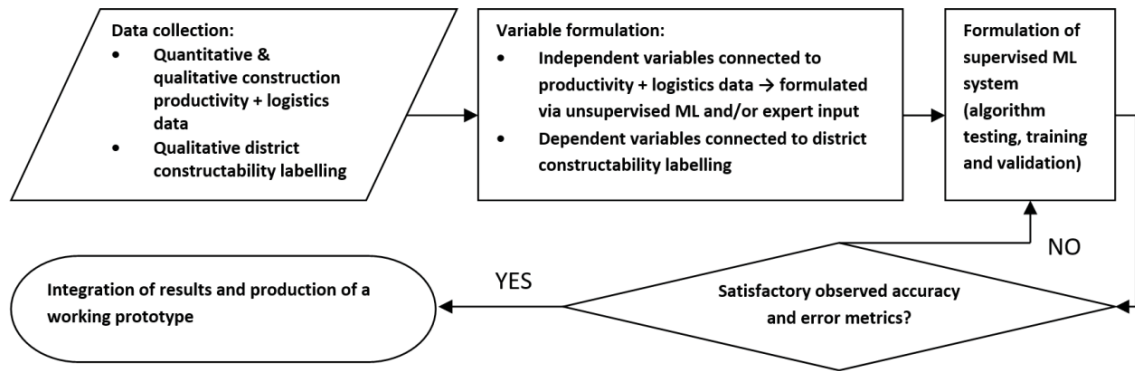 Data collection:
• Quantitative &
qualitative construction
productivity + logistics
data
• Qualitative district
constructability labelling
Variable formulation:
• Independent variables connected to
productivity + logistics data → formulated
via unsupervised ML and/or expert input
• Dependent variables connected to district
constructability labelling
Formulation of
supervised ML
system
(algorithm
testing, training
and validation)
NO
Satisfactory observed accuracy
and error metrics?
YES
Integration of results and production of a
working prototype